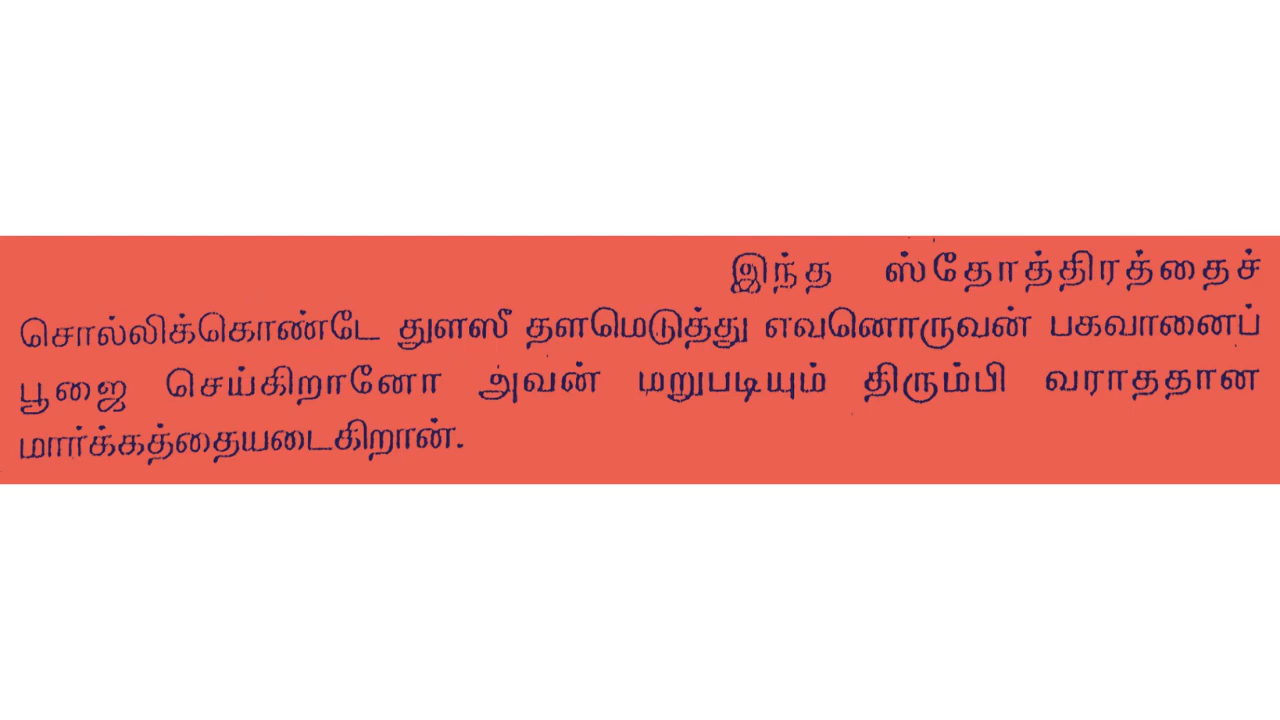 இந்த ஸ்தோத்திரத்தைச்
சொல்லிக்கொண்டே துளஸீ தளமெடுத்து எவனொருவன் பகவானைப்
பூஜை செய்கிறானோ அவன் மறுபடியும் திரும்பி வராததான
மார்க்கத்தையடைகிறான்.